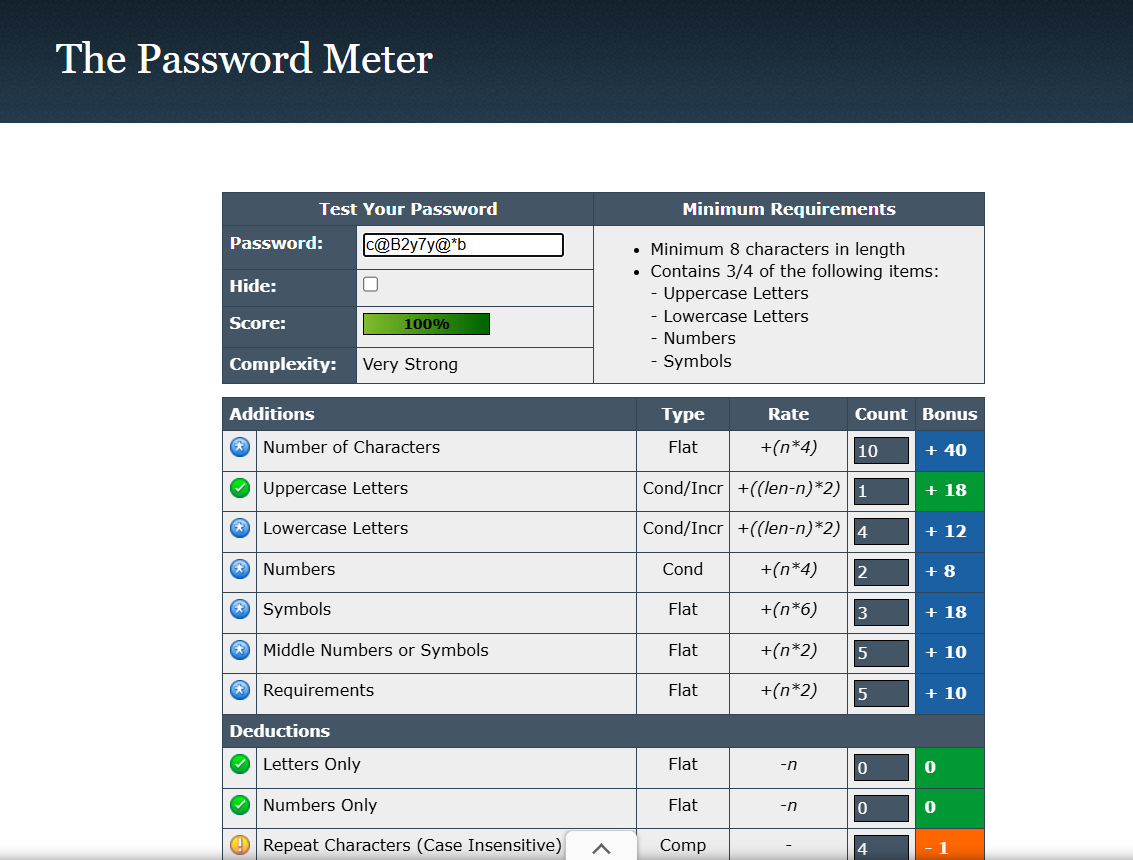 The Password Meter
Test Your Password Minimum Requirements
Password: c@B2y7y@*b
• Minimum 8 characters in length
• Contains 3/4 of the following items:
- Uppercase Letters
- Lowercase Letters
- Numbers
- Symbols
Hide:
Score: 100%
Complexity: Very Strong
Additions Type Rate Count Bonus
Number of Characters Flat +(n*4) 10 + 40
Uppercase Letters Cond/Incr +((len-n)*2) 1 + 18
Lowercase Letters Cond/Incr +((len-n)*2) 4 + 12
Numbers Cond +(n*4) 2 + 8
Symbols Flat +(n*6) 3 + 18
Middle Numbers or Symbols Flat +(n*2) 5 + 10
Requirements Flat +(n*2) 5 + 10
Deductions
Letters Only Flat -n 0 0
Numbers Only Flat -n 0 0
Repeat Characters (Case Insensitive) Comp - 4 - 1